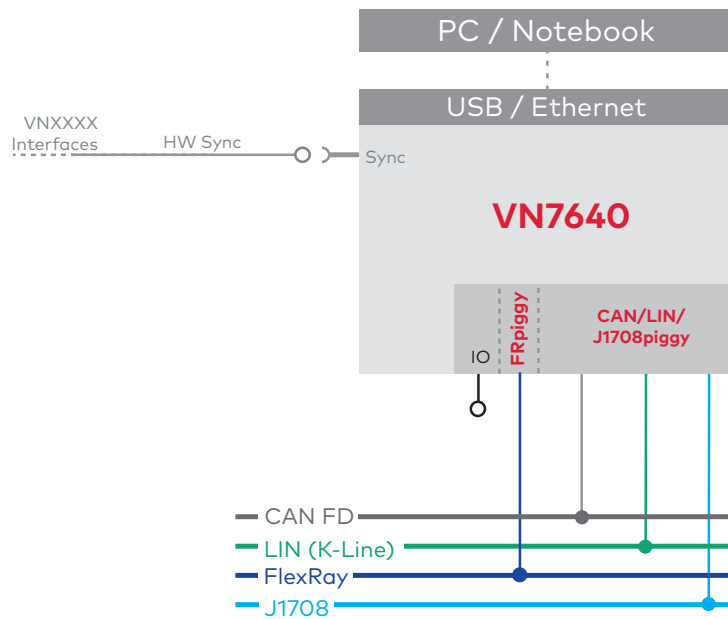 PC / Notebook
USB / Ethernet
VNXXXX
Interfaces
HW Sync
Sync
VN7640
IO
FRpiggy
CAN/LIN/
J1708piggy
CAN FD
LIN (K-Line)
FlexRay
J1708